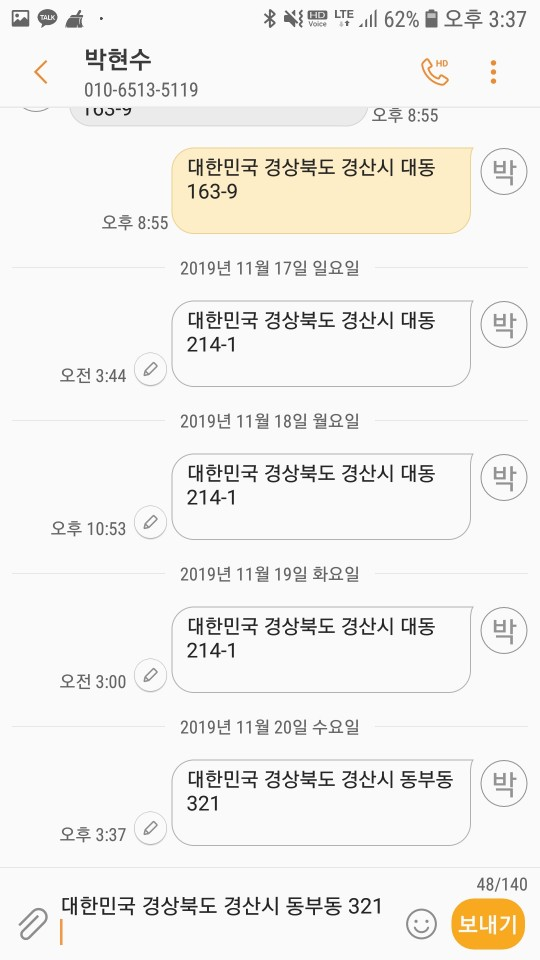 TALK HD Voice LTE 62% 오후 3:37
박현수
010-6513-5119
HD
163-9
오후 8:55
대한민국 경상북도 경산시 대동
163-9
박
오후 8:55
2019년 11월 17일 일요일
대한민국 경상북도 경산시 대동
214-1
박
오전 3:44
2019년 11월 18일 월요일
대한민국 경상북도 경산시 대동
214-1
박
오후 10:53
2019년 11월 19일 화요일
대한민국 경상북도 경산시 대동
214-1
박
오전 3:00
2019년 11월 20일 수요일
대한민국 경상북도 경산시 동부동
321
박
오후 3:37
48/140
대한민국 경상북도 경산시 동부동 321
보내기